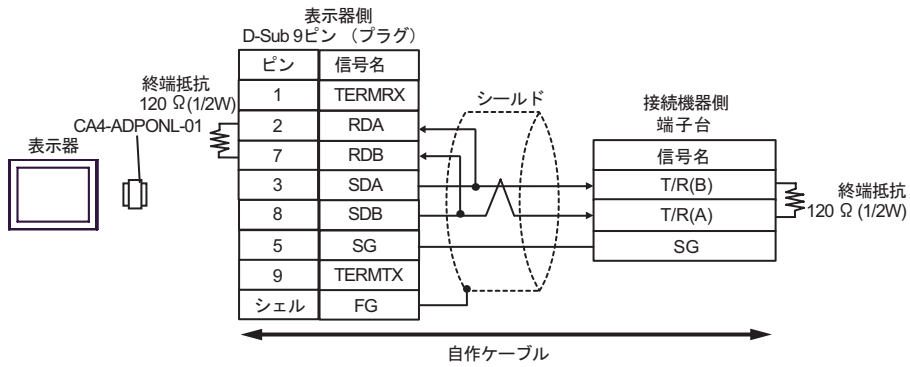 表示器側
D-Sub 9ピン （プラグ）
ピン 信号名
1 TERMRX
2 RDA
7 RDB
3 SDA
8 SDB
5 SG
9 TERMTX
シェル FG
終端抵抗
120 Ω(1/2W)
CA4-ADPONL-01
表示器
シールド
接続機器側
端子台
信号名
T/R(B)
T/R(A)
SG
終端抵抗
120 Ω (1/2W)
自作ケーブル